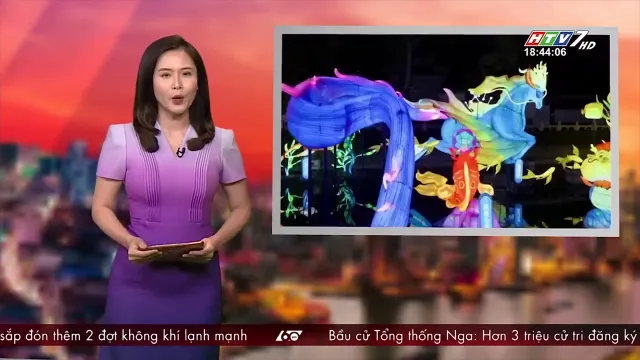 HTV7 HD
18:44:06
sắp đón thêm 2 đợt không khí lạnh mạnh
60
Bầu cử Tổng thống Nga: Hơn 3 triệu cử tri đăng ký